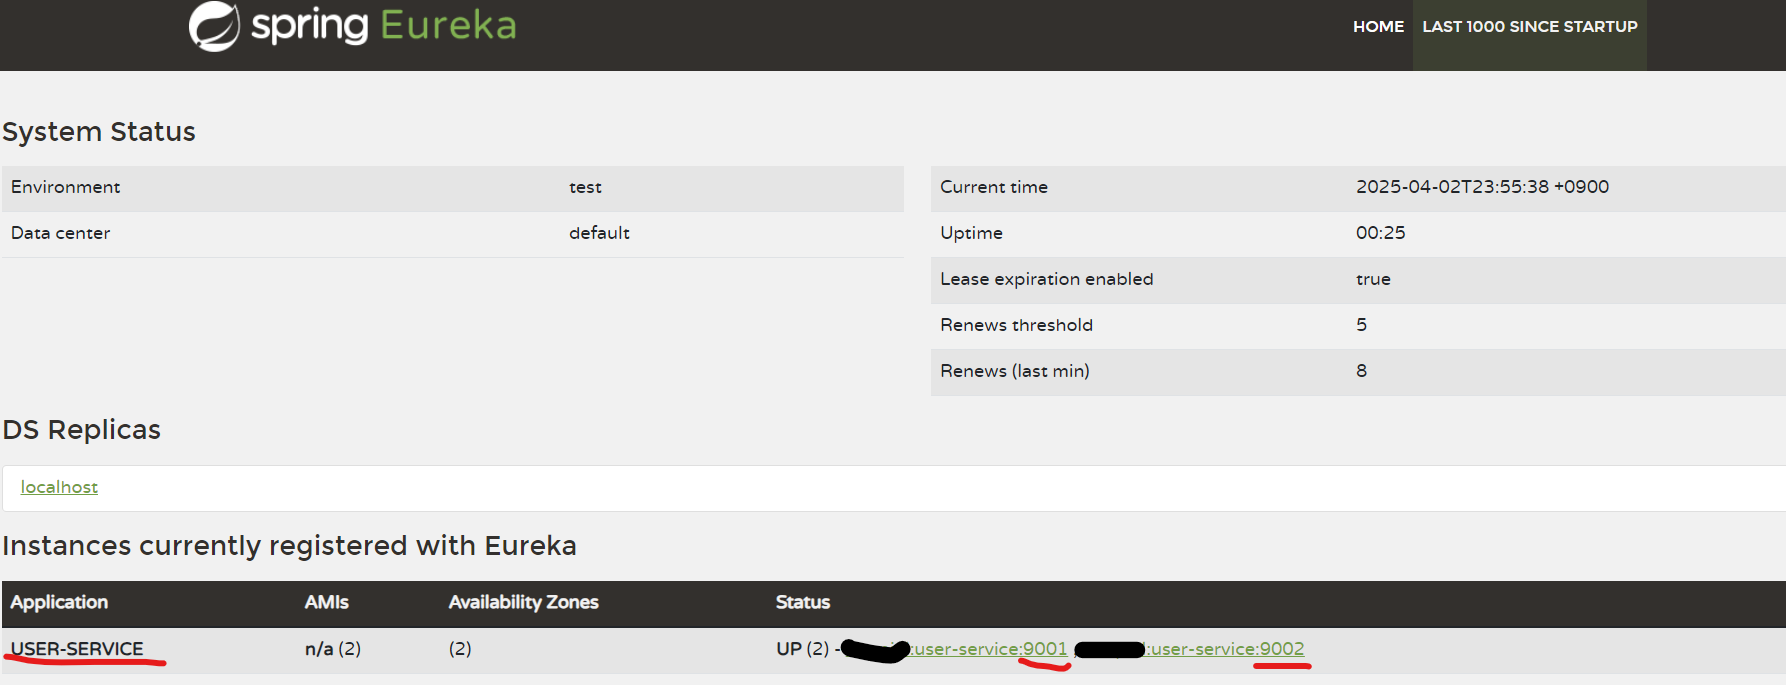 spring Eureka
HOME LAST 1000 SINCE STARTUP
System Status
Environment test
Data center default
Current time 2025-04-02T23:55:38 +0900
Uptime 00:25
Lease expiration enabled true
Renews threshold 5
Renews (last min) 8
DS Replicas
localhost
Instances currently registered with Eureka
Application AMIs Availability Zones Status
USER-SERVICE n/a (2) (2) UP (2) - :user-service:9001 , :user-service:9002